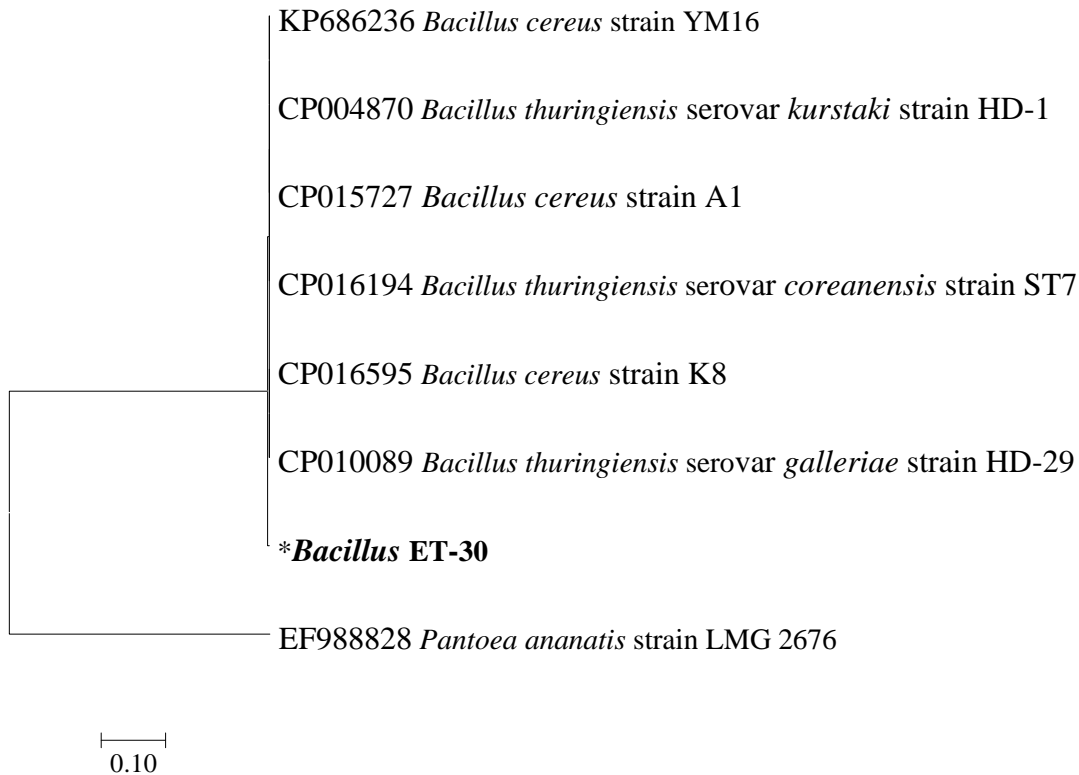 KP686236 Bacillus cereus strain YM16
CP004870 Bacillus thuringiensis serovar kurstaki strain HD-1
CP015727 Bacillus cereus strain A1
CP016194 Bacillus thuringiensis serovar coreanensis strain ST7
CP016595 Bacillus cereus strain K8
CP010089 Bacillus thuringiensis serovar galleriae strain HD-29
*Bacillus ET-30
EF988828 Pantoea ananatis strain LMG 2676
0.10